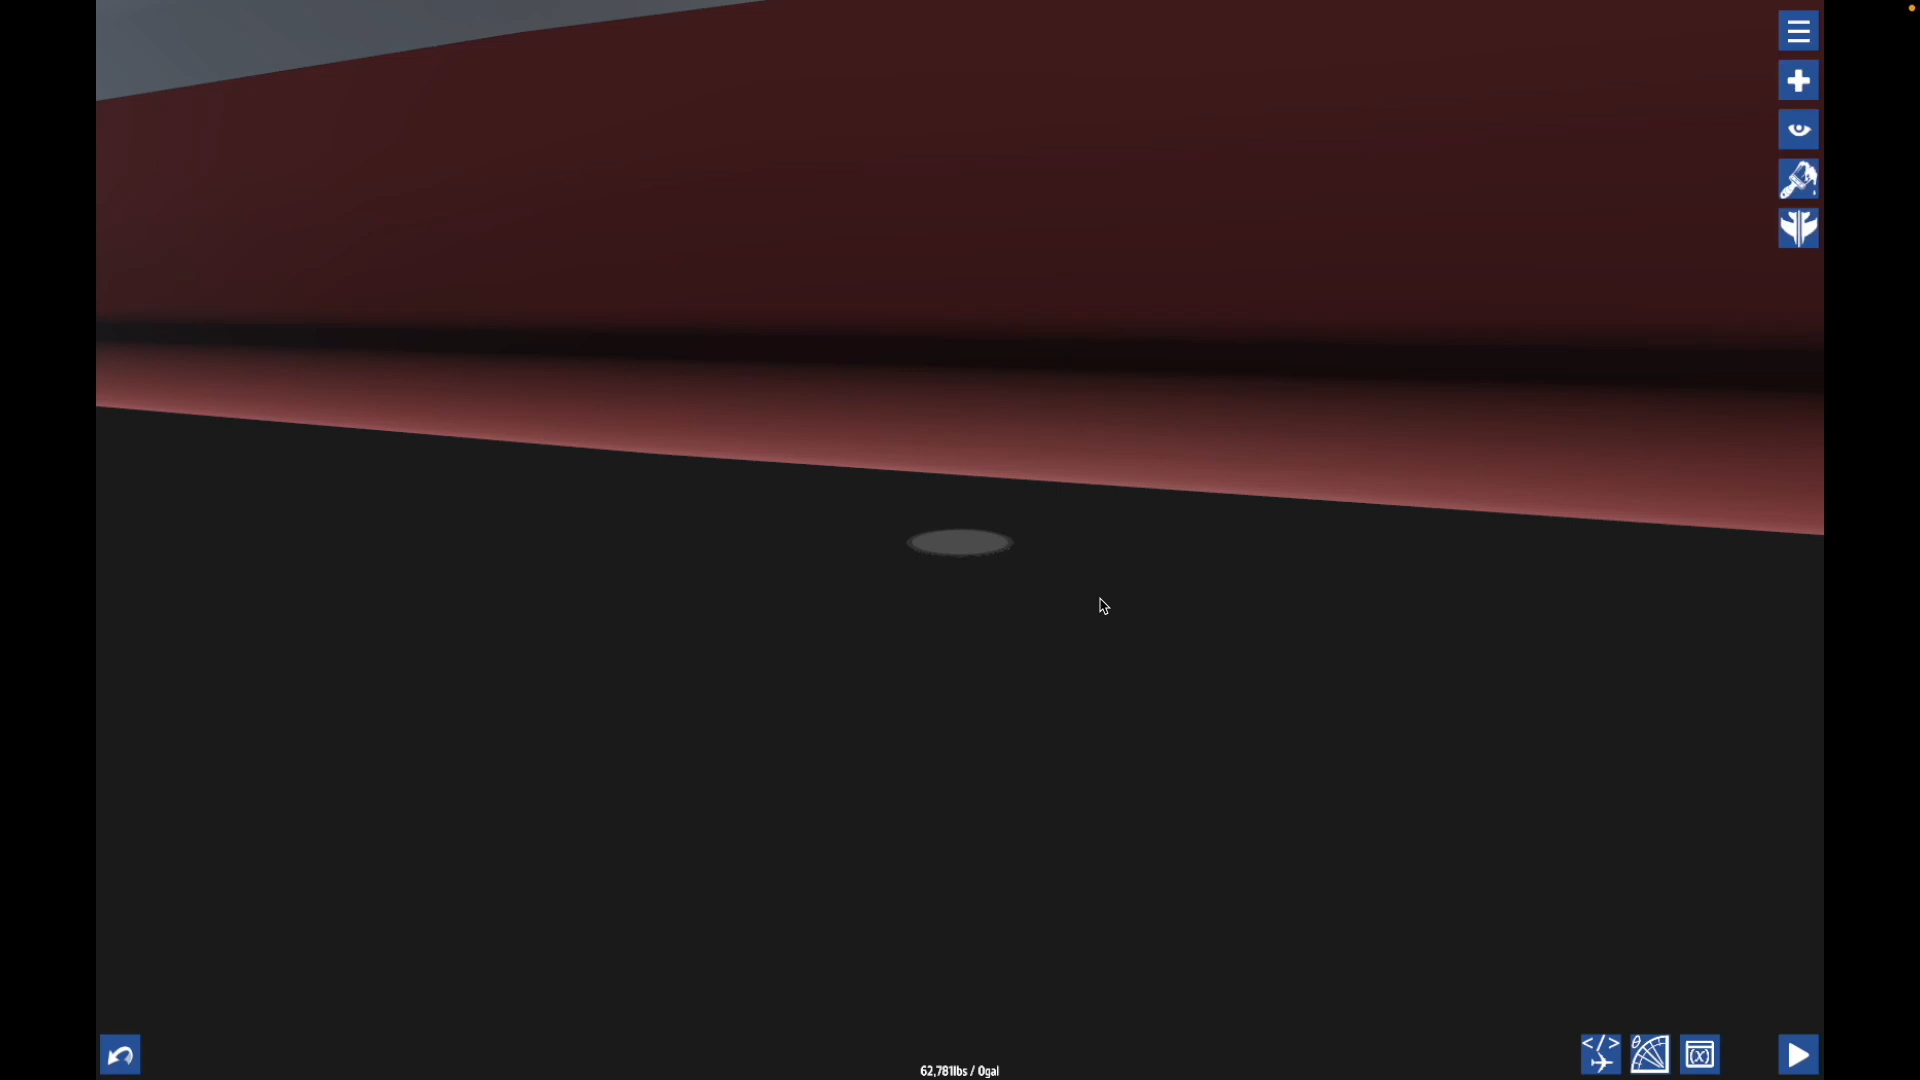 </>
θ
(x)
62,781lbs / 0gal